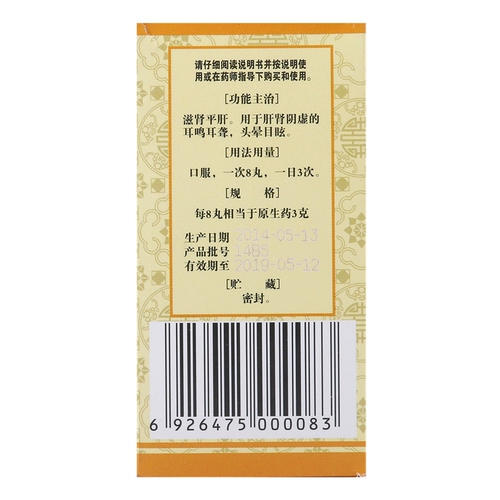 请仔细阅读说明书并按说明使
用或在药师指导下购买和使用。
[功能主治]
滋肾平肝。用于肝肾阴虚的
耳鸣耳聋，头晕目眩。
[用法用量]
口服，一次8丸，一日3次。
[规 格]
每8丸相当于原生药3克
生产日期 2014-05-13
产品批号 1485
有效期至 2019-05-12
[贮 藏]
密封。
6 926475 000083